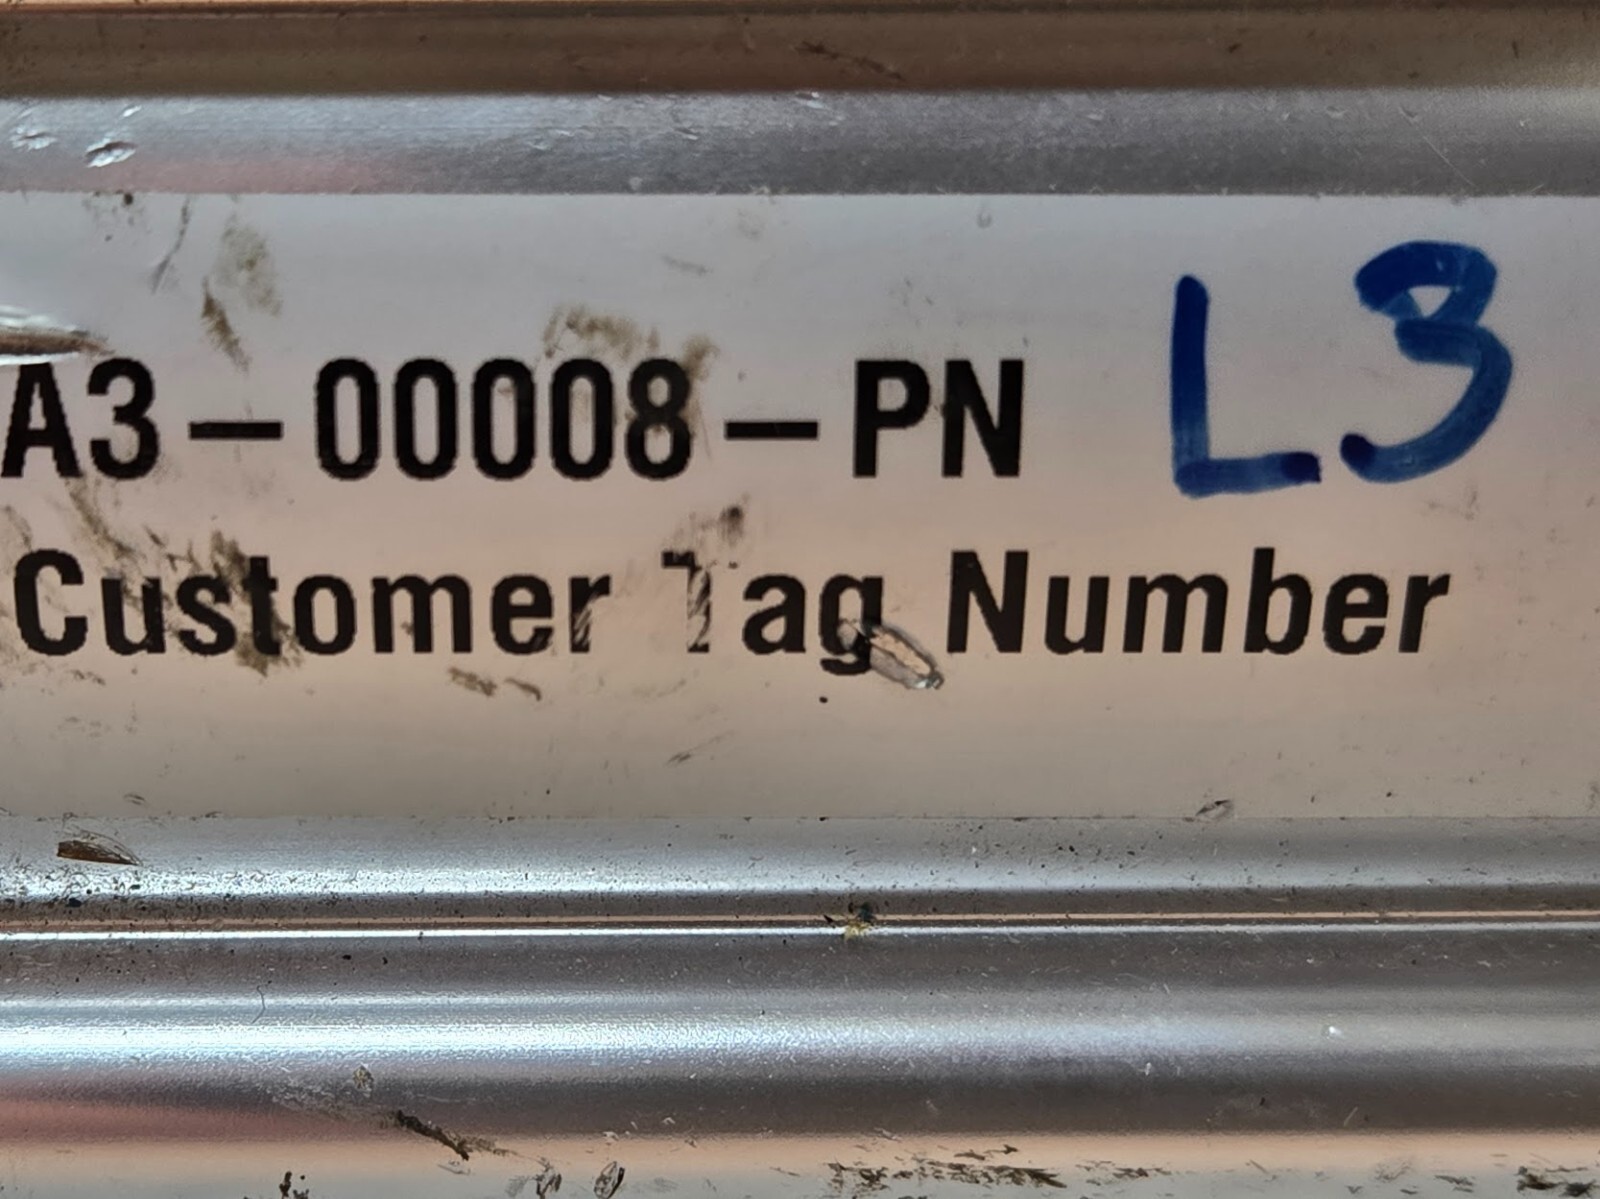 A3-00008-PN L3
Customer Tag Number